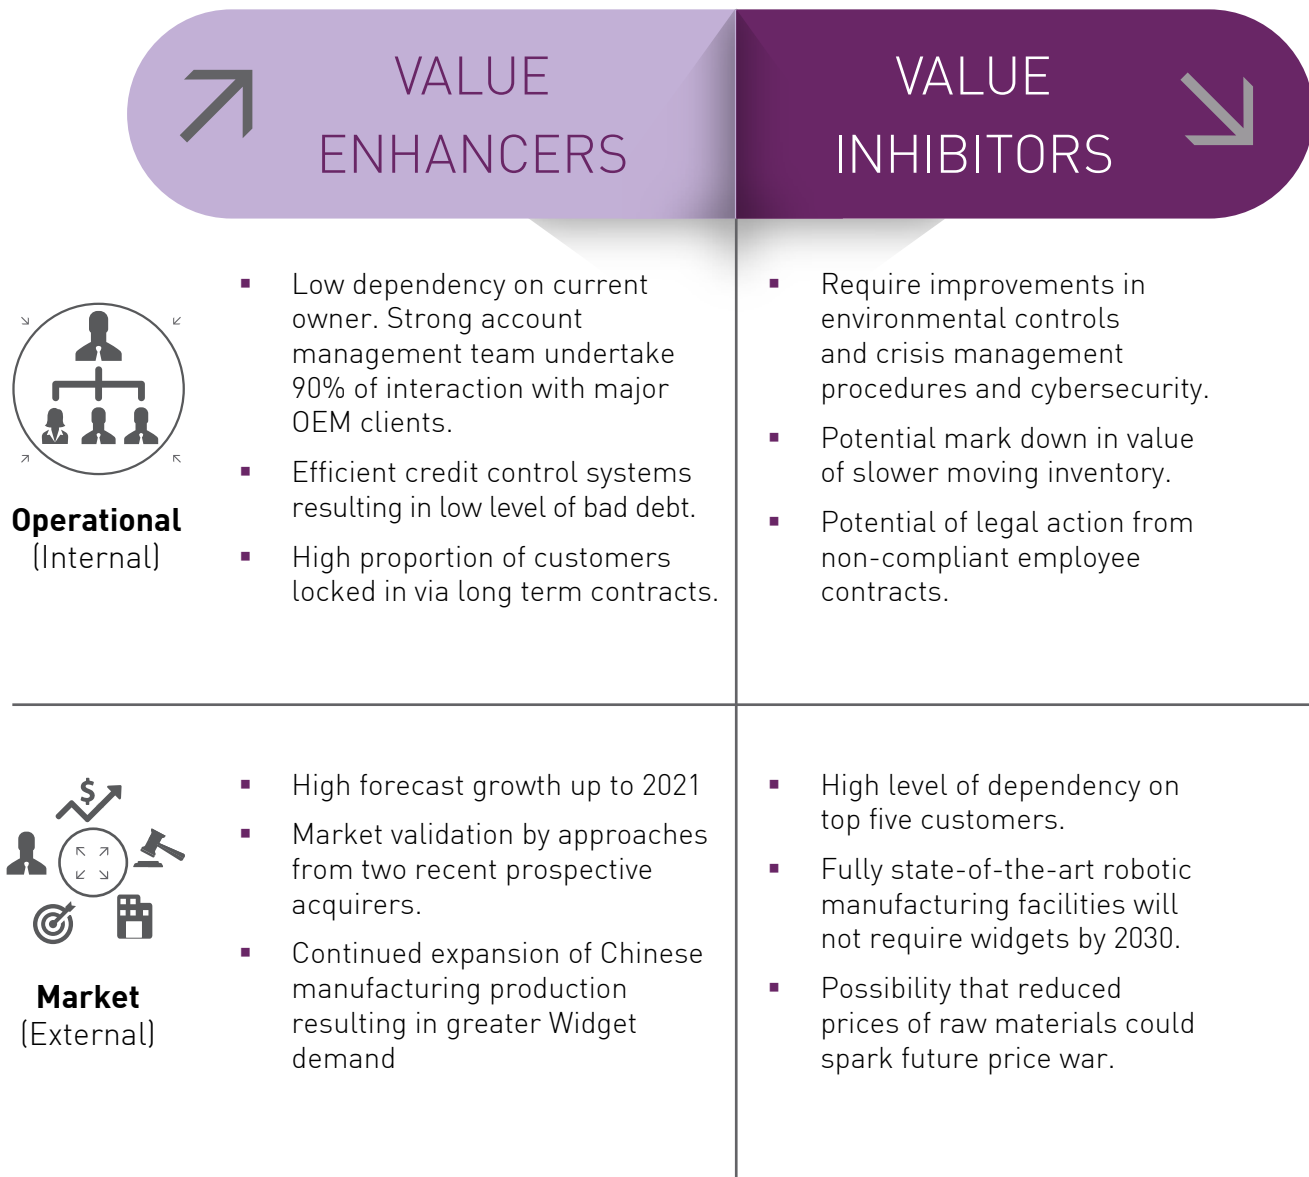 VALUE
ENHANCERS
VALUE
INHIBITORS
Operational
(Internal)
▪ Low dependency on current
owner. Strong account
management team undertake
90% of interaction with major
OEM clients.
▪ Efficient credit control systems
resulting in low level of bad debt.
▪ High proportion of customers
locked in via long term contracts.
▪ Require improvements in
environmental controls
and crisis management
procedures and cybersecurity.
▪ Potential mark down in value
of slower moving inventory.
▪ Potential of legal action from
non-compliant employee
contracts.
$
Market
(External)
▪ High forecast growth up to 2021
▪ Market validation by approaches
from two recent prospective
acquirers.
▪ Continued expansion of Chinese
manufacturing production
resulting in greater Widget
demand
▪ High level of dependency on
top five customers.
▪ Fully state-of-the-art robotic
manufacturing facilities will
not require widgets by 2030.
▪ Possibility that reduced
prices of raw materials could
spark future price war.